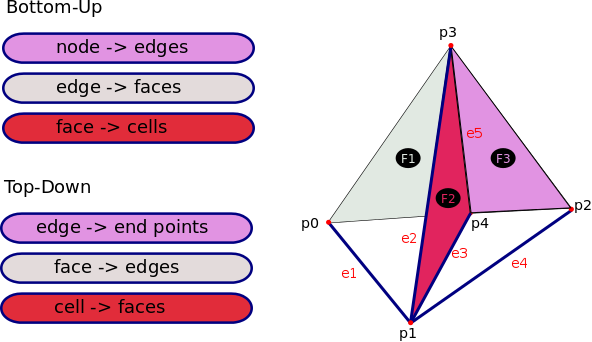 Bottom-Up
node -> edges
edge -> faces
face -> cells
Top-Down
edge -> end points
face -> edges
cell -> faces
p3
e5
F1
F3
F2
p0
p2
p4
e2
e3
e4
e1
p1